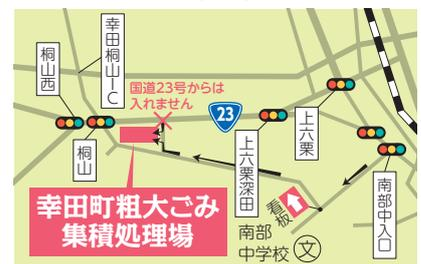 幸田桐山IC
桐山西
国道23号からは
入れません
23
桐山
上六栗
上六栗深田
幸田町粗大ごみ
集積処理場
看板
南部
中学校
文
南部中入口